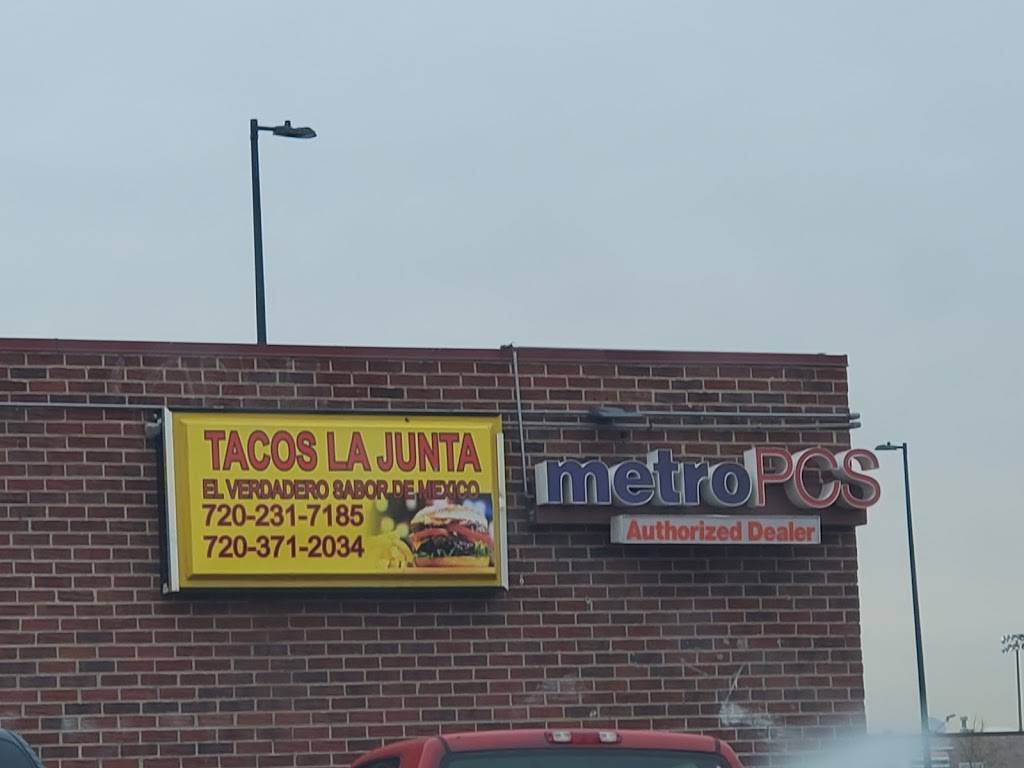 TACOS LA JUNTA
EL VERDADERO SABOR DE MEXICO
720-231-7185
720-371-2034
metroPCS
Authorized Dealer